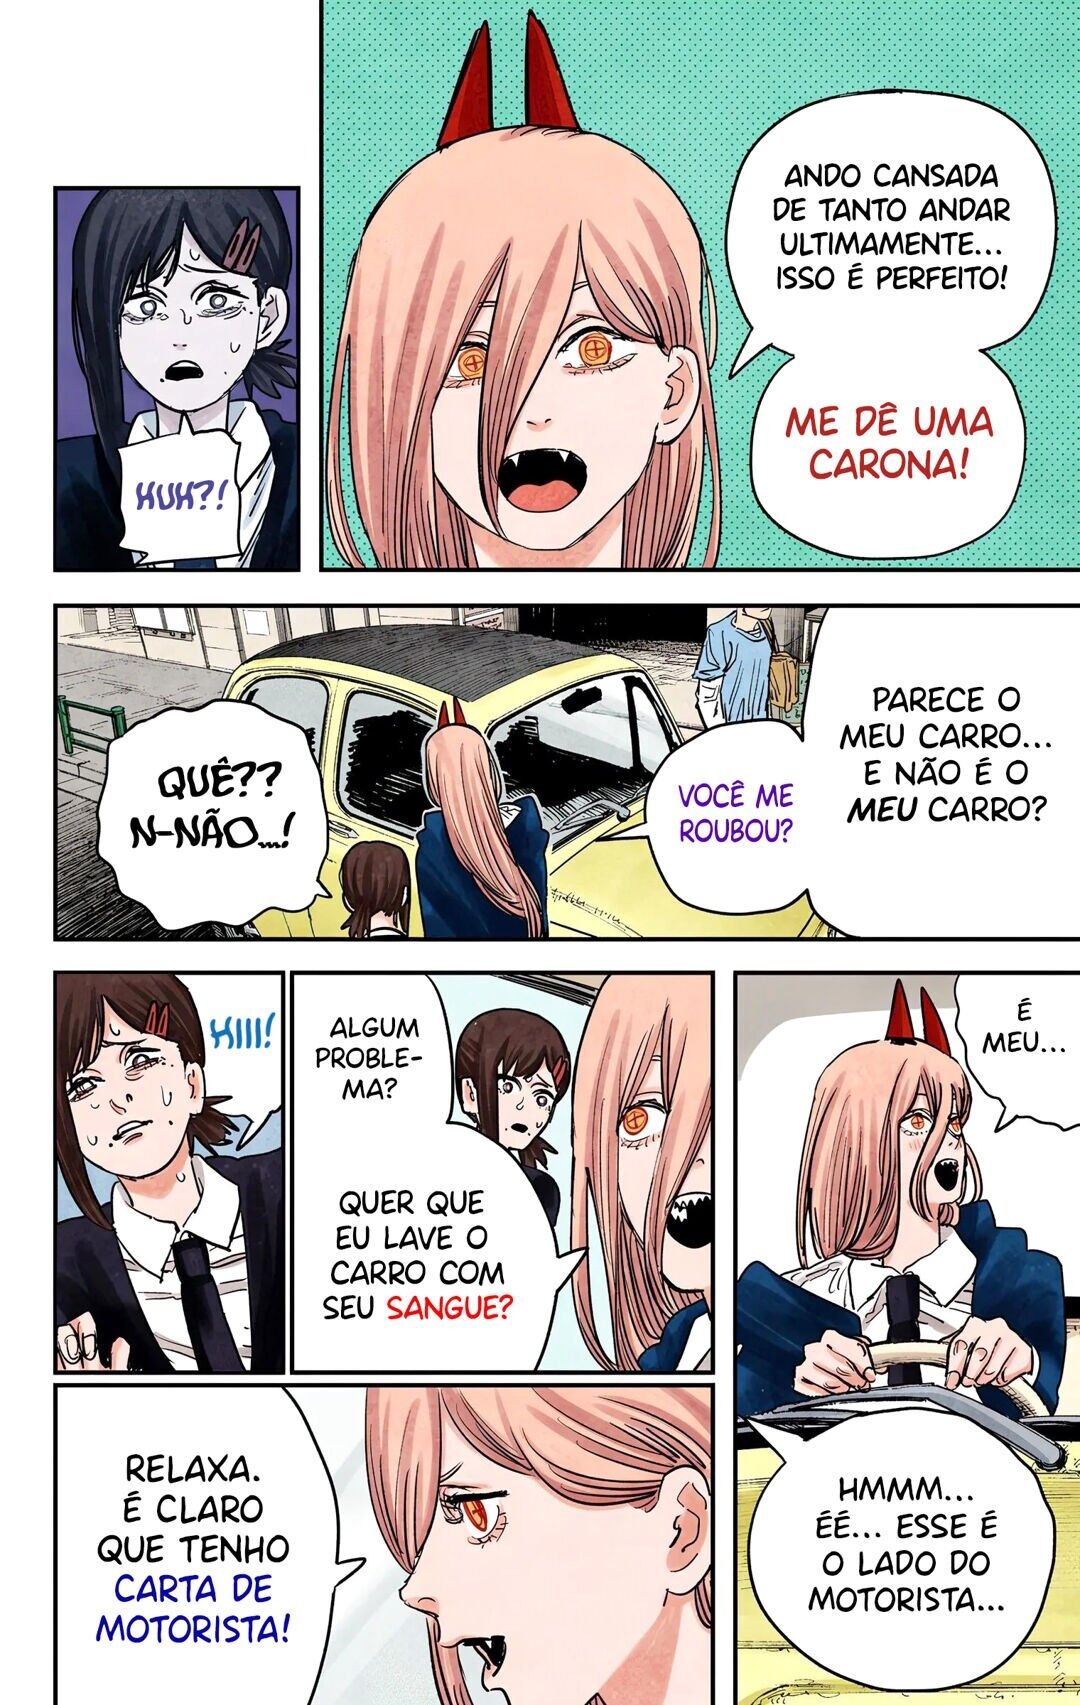 ANDO CANSADA
DE TANTO ANDAR
ULTIMAMENTE...
ISSO É PERFEITO!
ME DÊ UMA
CARONA!
HUH?!
PARECE O
MEU CARRO...
E NÃO É O
MEU CARRO?
VOCÊ ME
ROUBOU?
QUÊ??
N-NÃO...!
É
MEU...
HMMM...
ÉÉ... ESSE É
O LADO DO
MOTORISTA...
ALGUM
PROBLE-
MA?
QUER QUE
EU LAVE O
CARRO COM
SEU SANGUE?
HIII!
RELAXA.
É CLARO
QUE TENHO
CARTA DE
MOTORISTA!